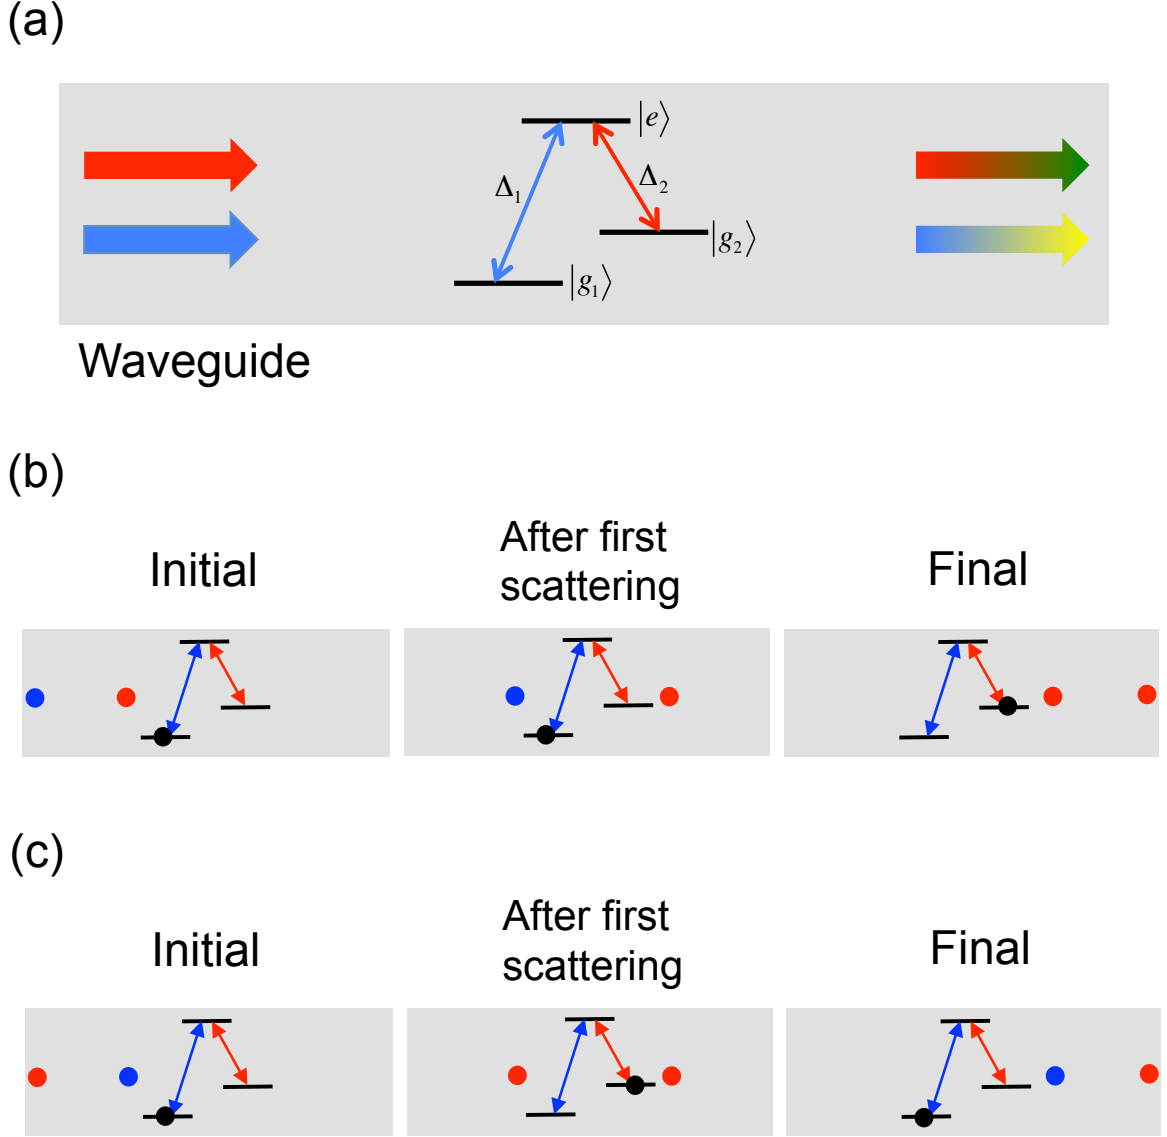 (a)
|e⟩
Δ₁
Δ₂
|g₂⟩
|g₁⟩
Waveguide
(b)
Initial
After first
scattering
Final
(c)
Initial
After first
scattering
Final